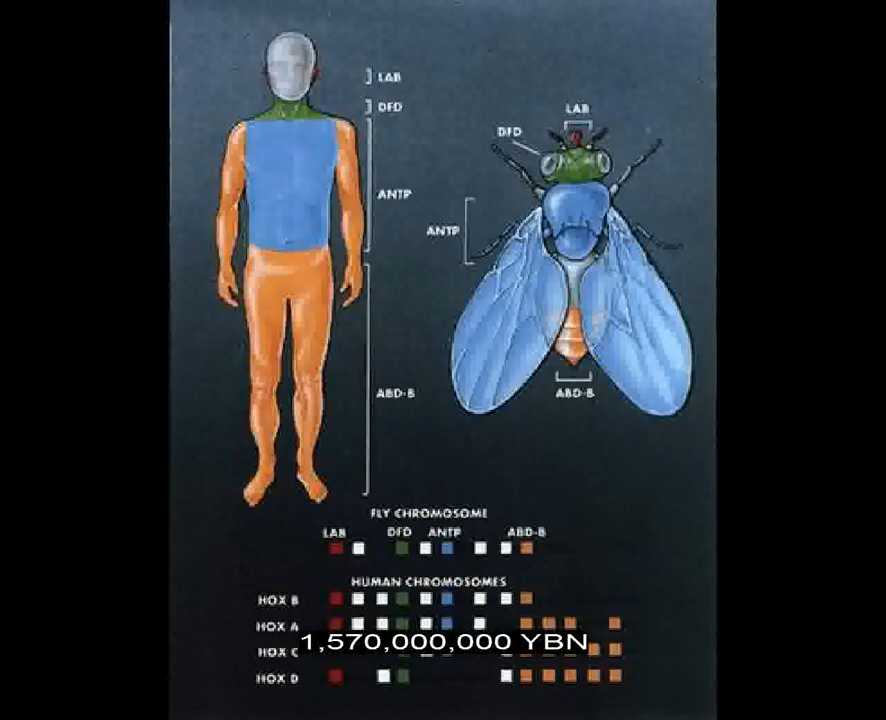 LAB
DFD
ANTP
ABD-B
LAB
DFD
ANTP
ABD-B
FLY CHROMOSOME
LAB DFD ANTP ABD-B
HUMAN CHROMOSOMES
HOX B
HOX A
1,570,000,000 YBN
HOX C
HOX D